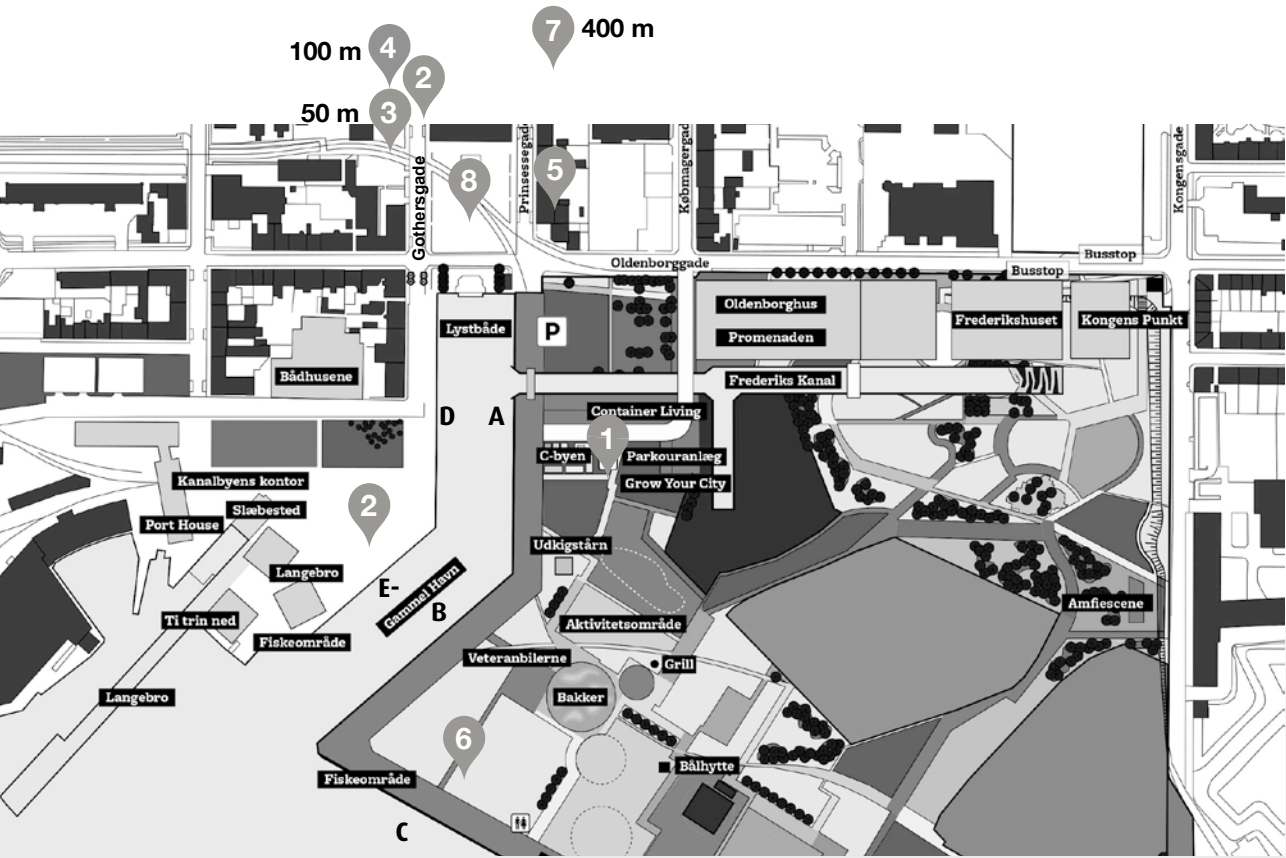 7 400 m
100 m 4
2
50 m 3
Gothersgade
8
Prinsessegade
5
Købmagergade
Kongensgade
Oldenborggade
Busstop
Busstop
Lystbåde
P
Oldenborghus
Promenaden
Frederikshuset
Kongens Punkt
Bådhusene
Frederiks Kanal
D
A
Container Living
1
C-byen
Parkouranlæg
Grow Your City
Kanalbyens kontor
Slæbested
Port House
2
Udkigstårn
Langebro
E-
Gammel Havn
B
Ti trin ned
Fiskeområde
Aktivitetsområde
Amfiescene
Veteranbilerne
Grill
Bakker
Langebro
6
Bålhytte
Fiskeområde
C